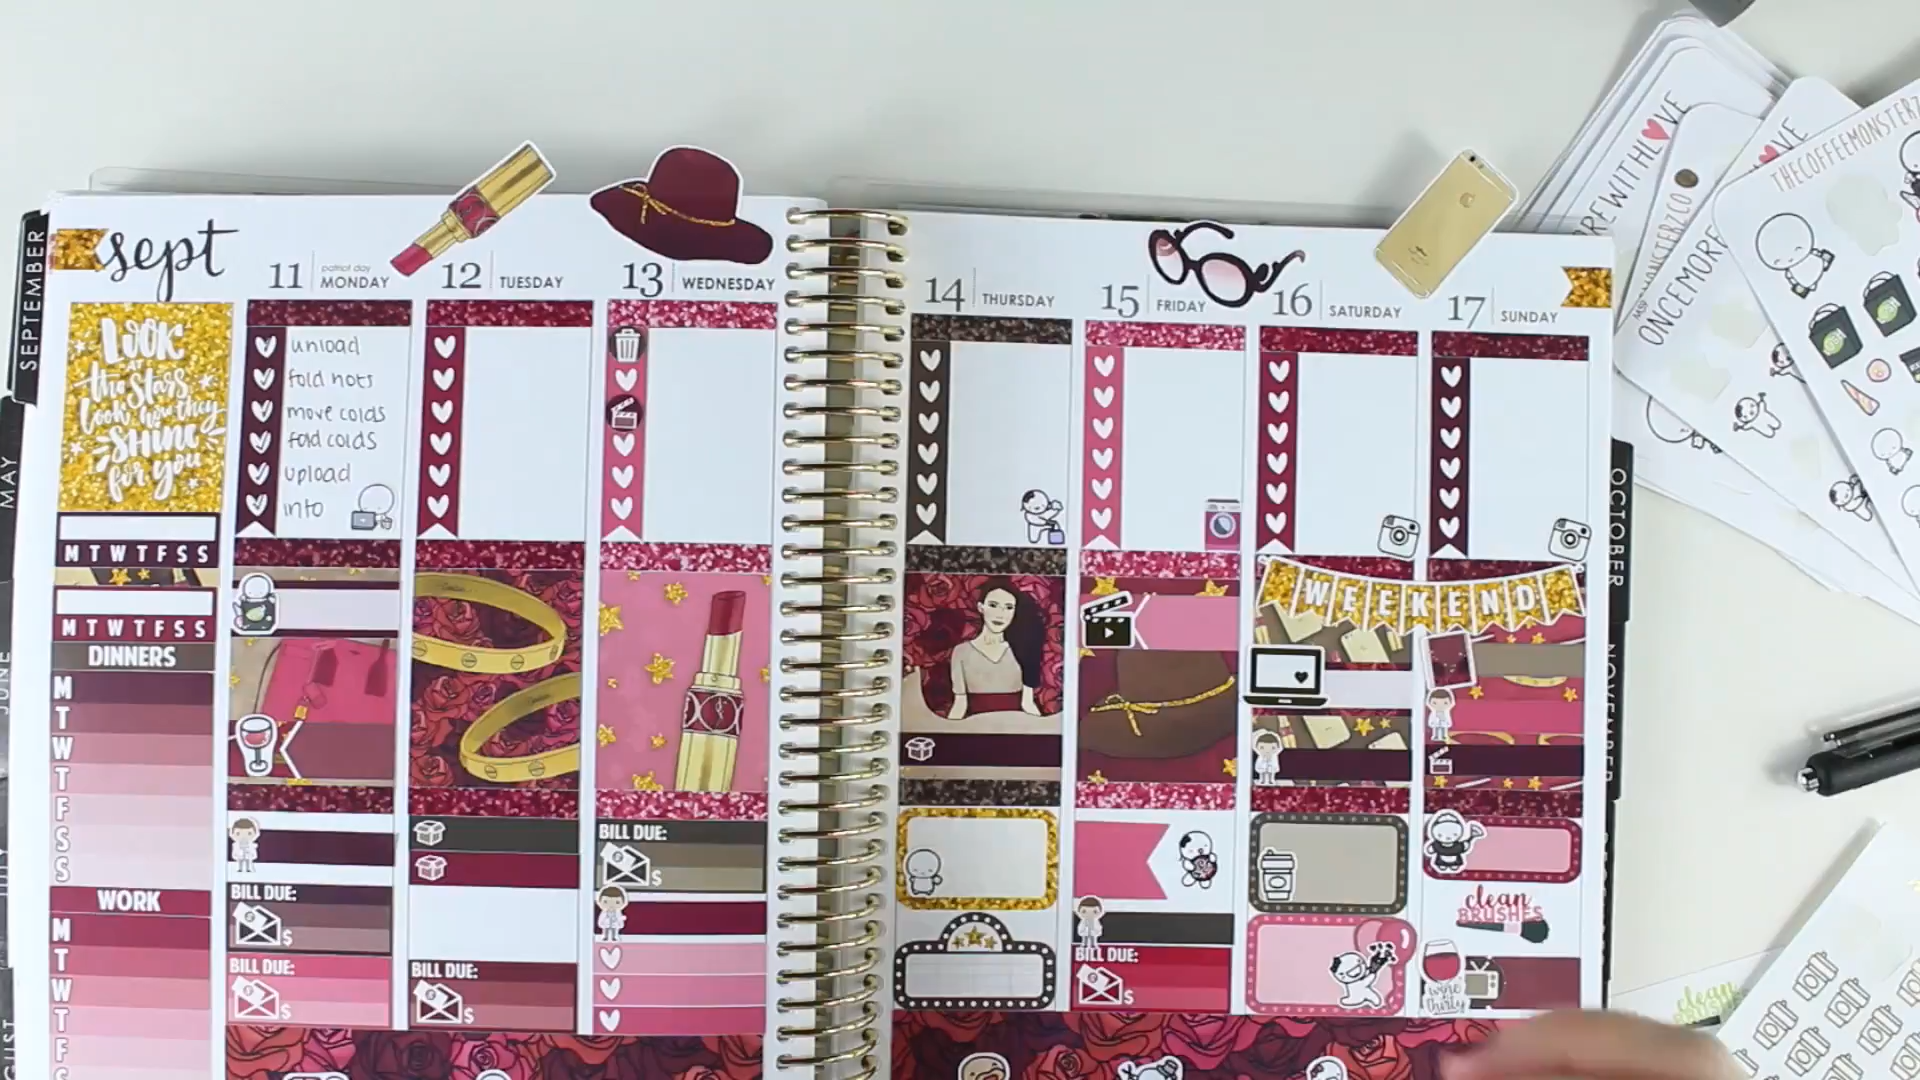 SEPTEMBER
MAY
JUNE
sept
11 patriot day MONDAY
12 TUESDAY
13 WEDNESDAY
14 THURSDAY
15 FRIDAY
16 SATURDAY
17 SUNDAY
LOOK
AT
the stars
look how they
SHINE
for you
M T W T F S S
M T W T F S S
DINNERS
M
T
W
T
F
S
S
WORK
M
T
W
T
F
unload
fold hots
move colds
fold colds
upload
into
BILL DUE:
$
BILL DUE:
$
BILL DUE:
$
BILL DUE:
$
BILL DUE:
$
WEEKEND
clean
BRUSHES
wine
thirty
OCTOBER
NOVEMBER
REWITHLOVE
ONCEMORE
THECOFFEEMONSTERZ
clean